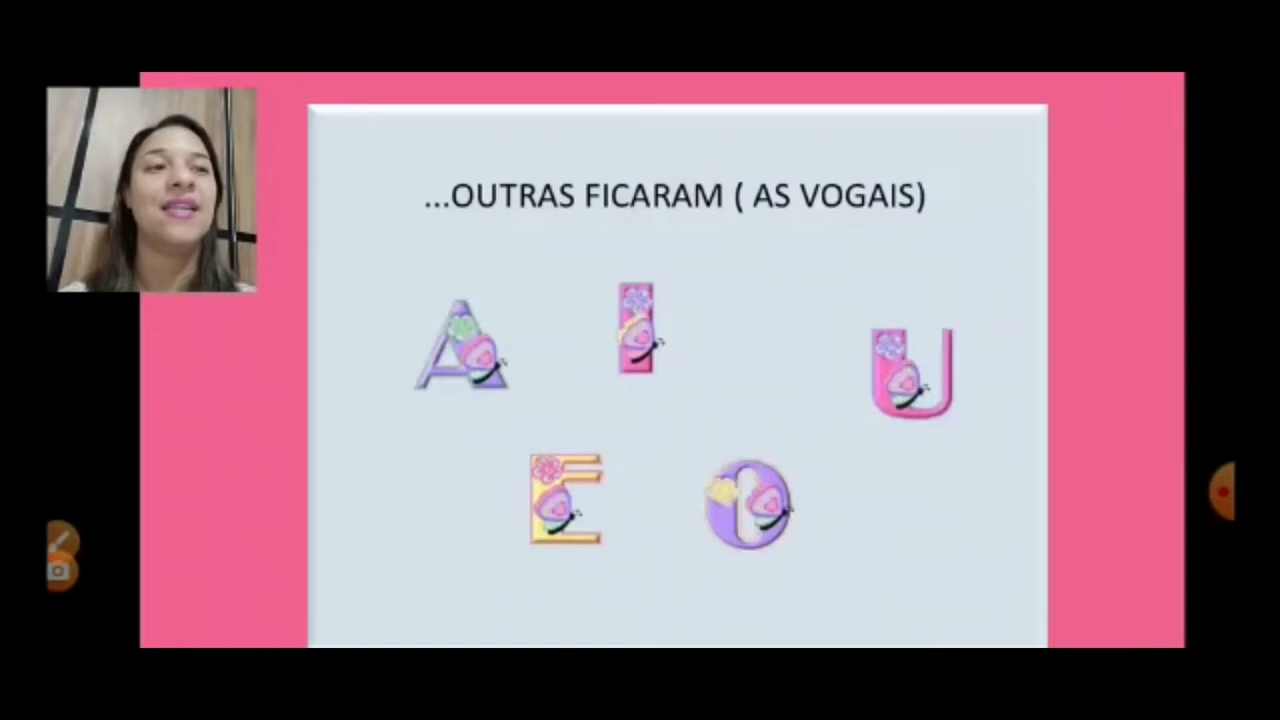 ...OUTRAS FICARAM ( AS VOGAIS)
A I U
E O